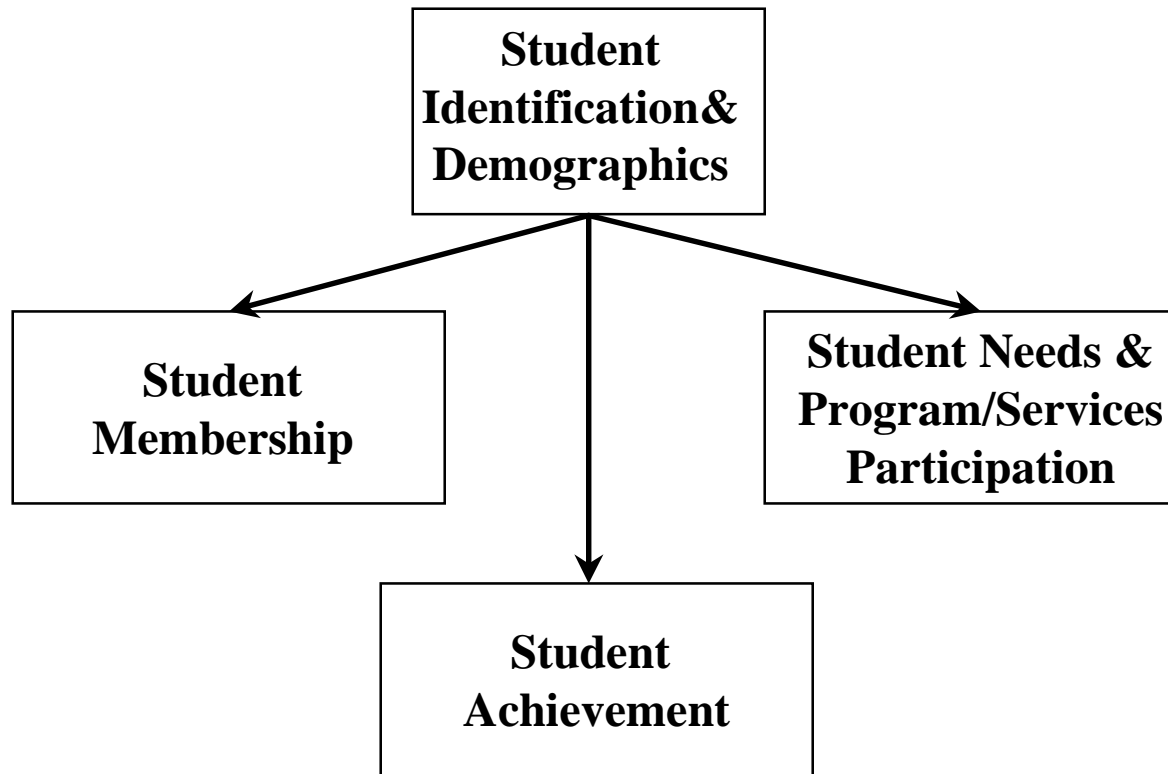 Student
Identification&
Demographics
Student
Membership
Student Needs &
Program/Services
Participation
Student
Achievement